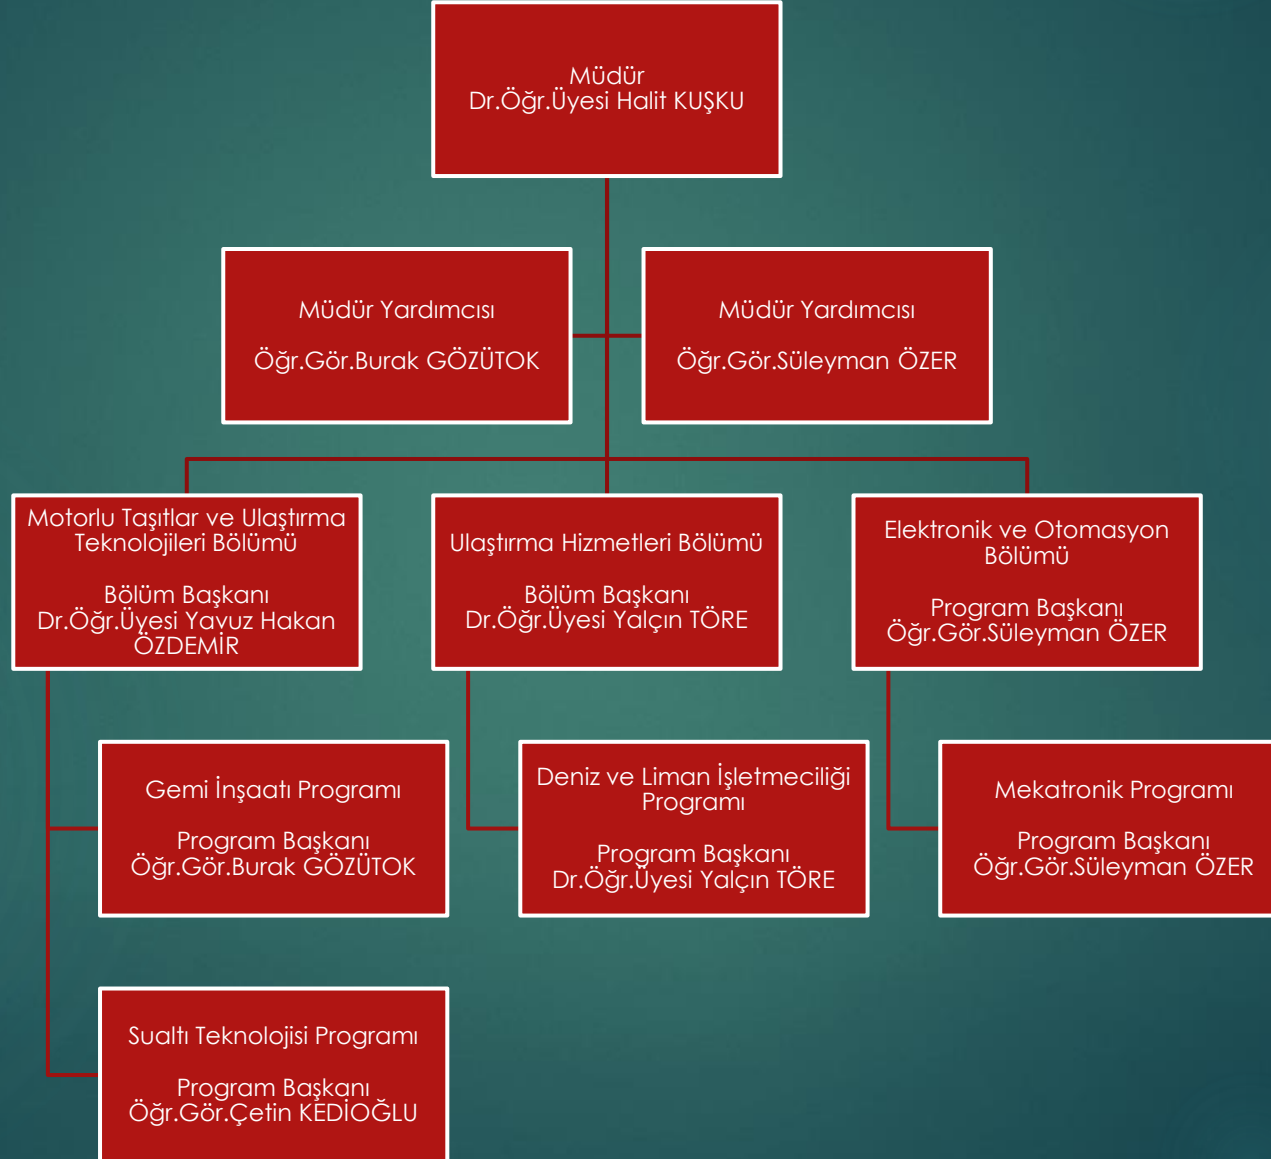 Müdür
Dr.Öğr.Üyesi Halit KUŞKU
Müdür Yardımcısı
Öğr.Gör.Burak GÖZÜTOK
Müdür Yardımcısı
Öğr.Gör.Süleyman ÖZER
Motorlu Taşıtlar ve Ulaştırma
Teknolojileri Bölümü
Bölüm Başkanı
Dr.Öğr.Üyesi Yavuz Hakan
ÖZDEMİR
Ulaştırma Hizmetleri Bölümü
Bölüm Başkanı
Dr.Öğr.Üyesi Yalçın TÖRE
Elektronik ve Otomasyon
Bölümü
Program Başkanı
Öğr.Gör.Süleyman ÖZER
Gemi İnşaatı Programı
Program Başkanı
Öğr.Gör.Burak GÖZÜTOK
Deniz ve Liman İşletmeciliği
Programı
Program Başkanı
Dr.Öğr.Üyesi Yalçın TÖRE
Mekatronik Programı
Program Başkanı
Öğr.Gör.Süleyman ÖZER
Sualtı Teknolojisi Programı
Program Başkanı
Öğr.Gör.Çetin KEDİOĞLU